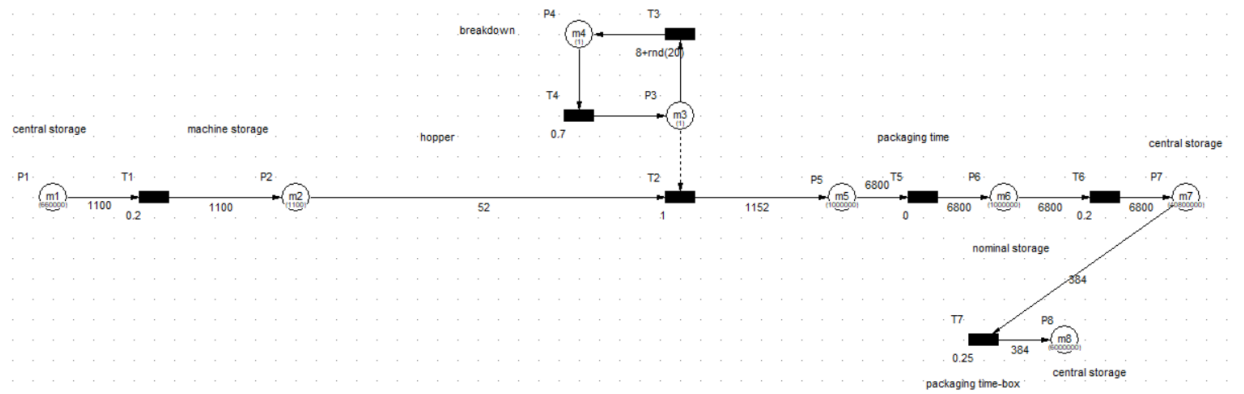 P4
T3
breakdown
m4
(1)
8+rnd(20)
T4
P3
m3
(1)
0.7
central storage
machine storage
hopper
packaging time
central storage
P1
T1
P2
T2
P5
T5
P6
T6
P7
m1
(660000)
1100
0.2
1100
m2
(1100)
52
1
1152
m5
(1000000)
6800
0
6800
m6
(1000000)
6800
0.2
6800
m7
(40800000)
nominal storage
384
T7
P8
m8
(6000000)
0.25
384
central storage
packaging time-box